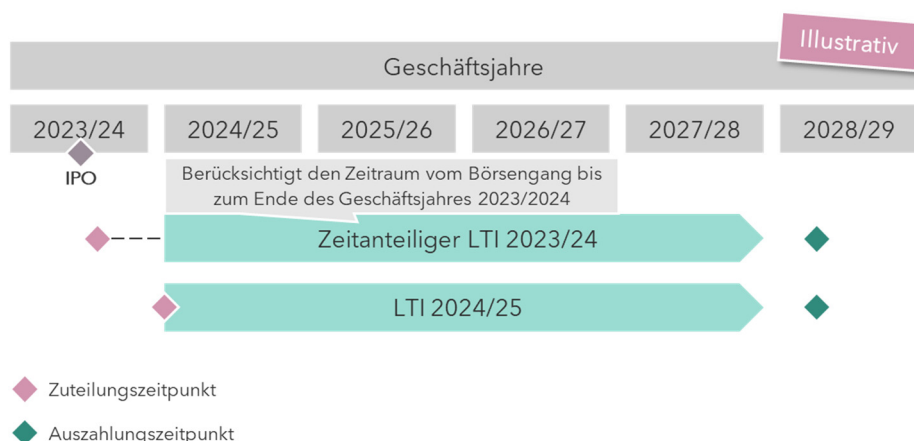 Illustrativ
Geschäftsjahre
2023/24 2024/25 2025/26 2026/27 2027/28 2028/29
IPO
Berücksichtigt den Zeitraum vom Börsengang bis
zum Ende des Geschäftsjahres 2023/2024
Zeitanteiliger LTI 2023/24
LTI 2024/25
Zuteilungszeitpunkt
Auszahlungszeitpunkt